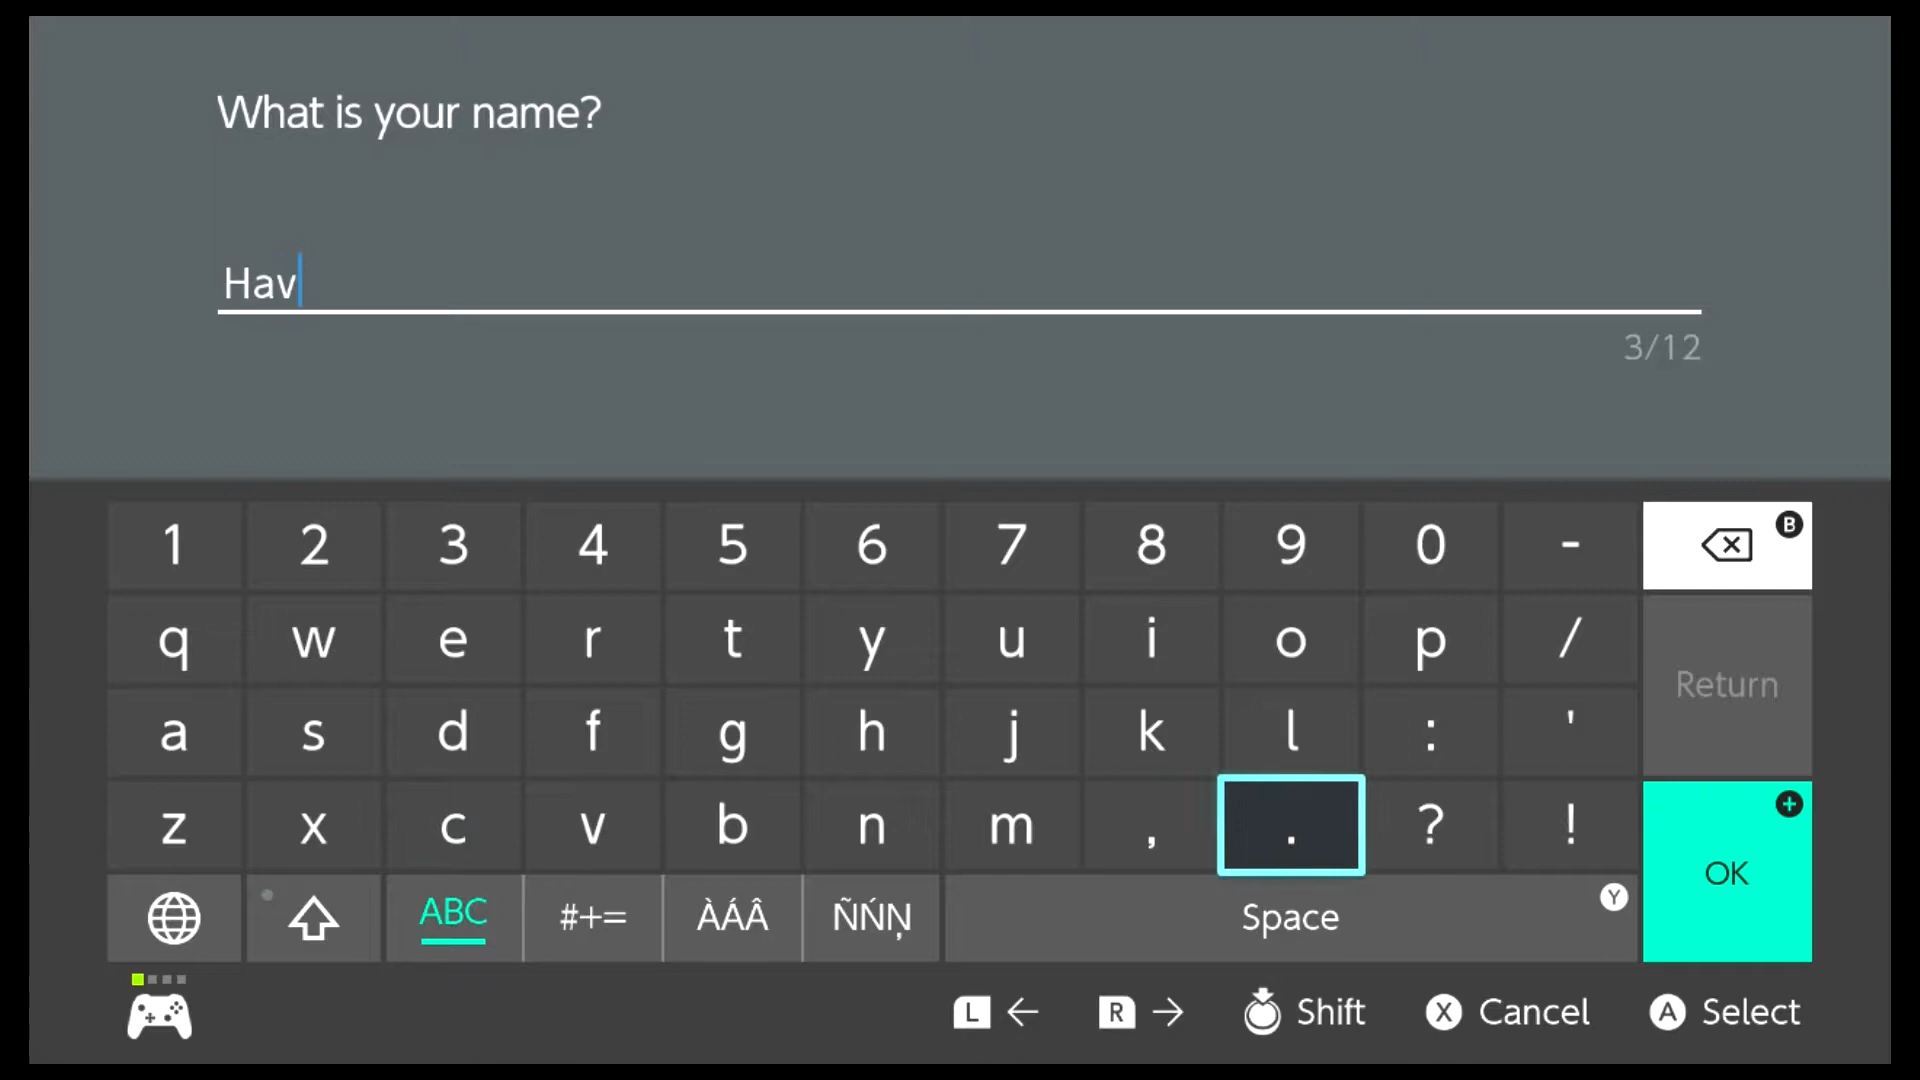 What is your name?
Hav
3/12
1 2 3 4 5 6 7 8 9 0 - B
q w e r t y u i o p /
Return
a s d f g h j k l : '
z x c v b n m , . ? ! +
OK
ABC #+= ÀÁÂ ÑŃŅ Space Y
L ← R → Shift X Cancel A Select